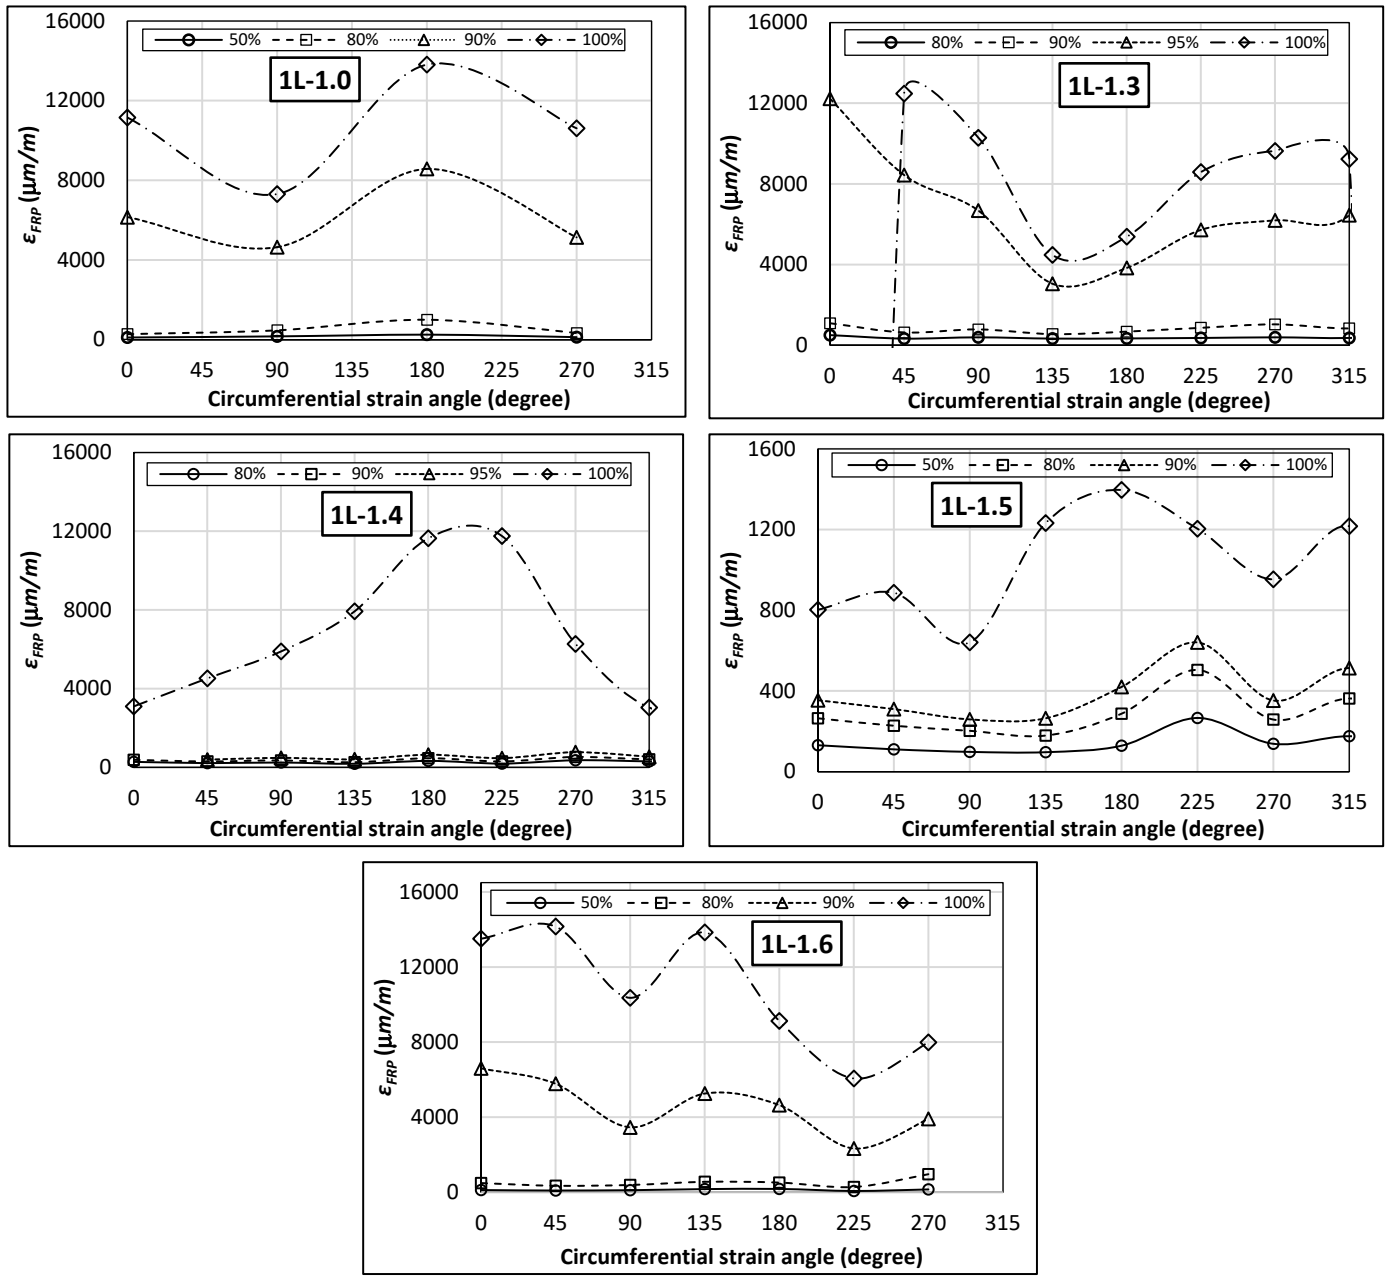 16000
50% 80% 90% 100%
1L-1.0
12000
8000
4000
0
ε_FRP (μm/m)
0 45 90 135 180 225 270 315
Circumferential strain angle (degree)
16000
80% 90% 95% 100%
1L-1.3
12000
8000
4000
0
ε_FRP (μm/m)
0 45 90 135 180 225 270 315
Circumferential strain angle (degree)
16000
80% 90% 95% 100%
1L-1.4
12000
8000
4000
0
ε_FRP (μm/m)
0 45 90 135 180 225 270 315
Circumferential strain angle (degree)
1600
50% 80% 90% 100%
1L-1.5
1200
800
400
0
ε_FRP (μm/m)
0 45 90 135 180 225 270 315
Circumferential strain angle (degree)
16000
50% 80% 90% 100%
1L-1.6
12000
8000
4000
0
ε_FRP (μm/m)
0 45 90 135 180 225 270 315
Circumferential strain angle (degree)